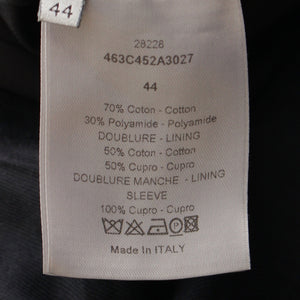 44
28228
463C452A3027
44
70% Coton - Cotton
30% Polyamide - Polyamide
DOUBLURE - LINING
50% Coton - Cotton
50% Cupro - Cupro
DOUBLURE MANCHE - LINING
SLEEVE
100% Cupro - Cupro
Made In ITALY